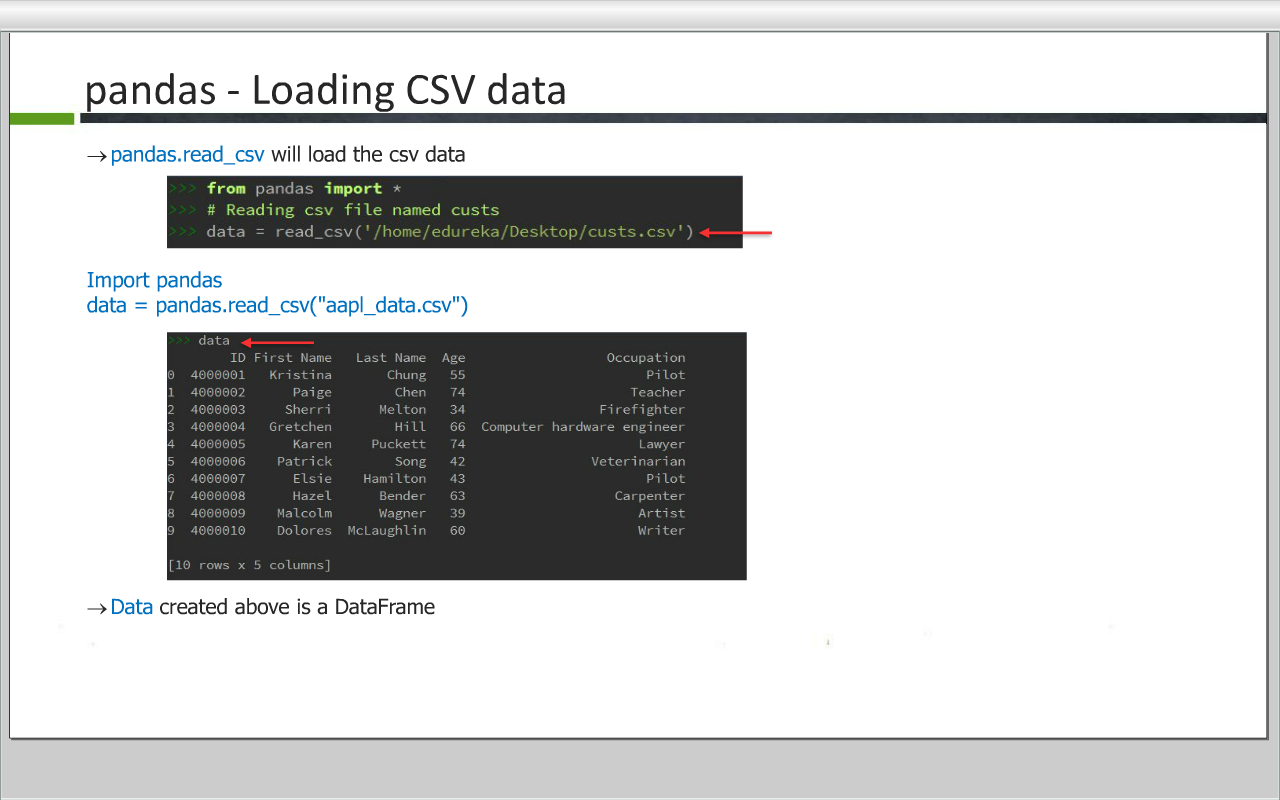 pandas - Loading CSV data
→pandas.read_csv will load the csv data
>>> from pandas import *
>>> # Reading csv file named custs
>>> data = read_csv('/home/edureka/Desktop/custs.csv')
Import pandas
data = pandas.read_csv("aapl_data.csv")
>>> data
ID First Name Last Name Age Occupation
0 4000001 Kristina Chung 55 Pilot
1 4000002 Paige Chen 74 Teacher
2 4000003 Sherri Melton 34 Firefighter
3 4000004 Gretchen Hill 66 Computer hardware engineer
4 4000005 Karen Puckett 74 Lawyer
5 4000006 Patrick Song 42 Veterinarian
6 4000007 Elsie Hamilton 43 Pilot
7 4000008 Hazel Bender 63 Carpenter
8 4000009 Malcolm Wagner 39 Artist
9 4000010 Dolores McLaughlin 60 Writer
[10 rows x 5 columns]
→Data created above is a DataFrame